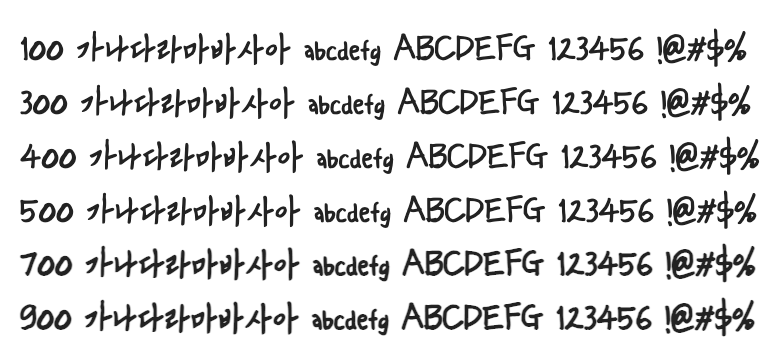 100 가나다라마바사아 abcdefg ABCDEFG 123456 !@#$%
300 가나다라마바사아 abcdefg ABCDEFG 123456 !@#$%
400 가나다라마바사아 abcdefg ABCDEFG 123456 !@#$%
500 가나다라마바사아 abcdefg ABCDEFG 123456 !@#$%
700 가나다라마바사아 abcdefg ABCDEFG 123456 !@#$%
900 가나다라마바사아 abcdefg ABCDEFG 123456 !@#$%